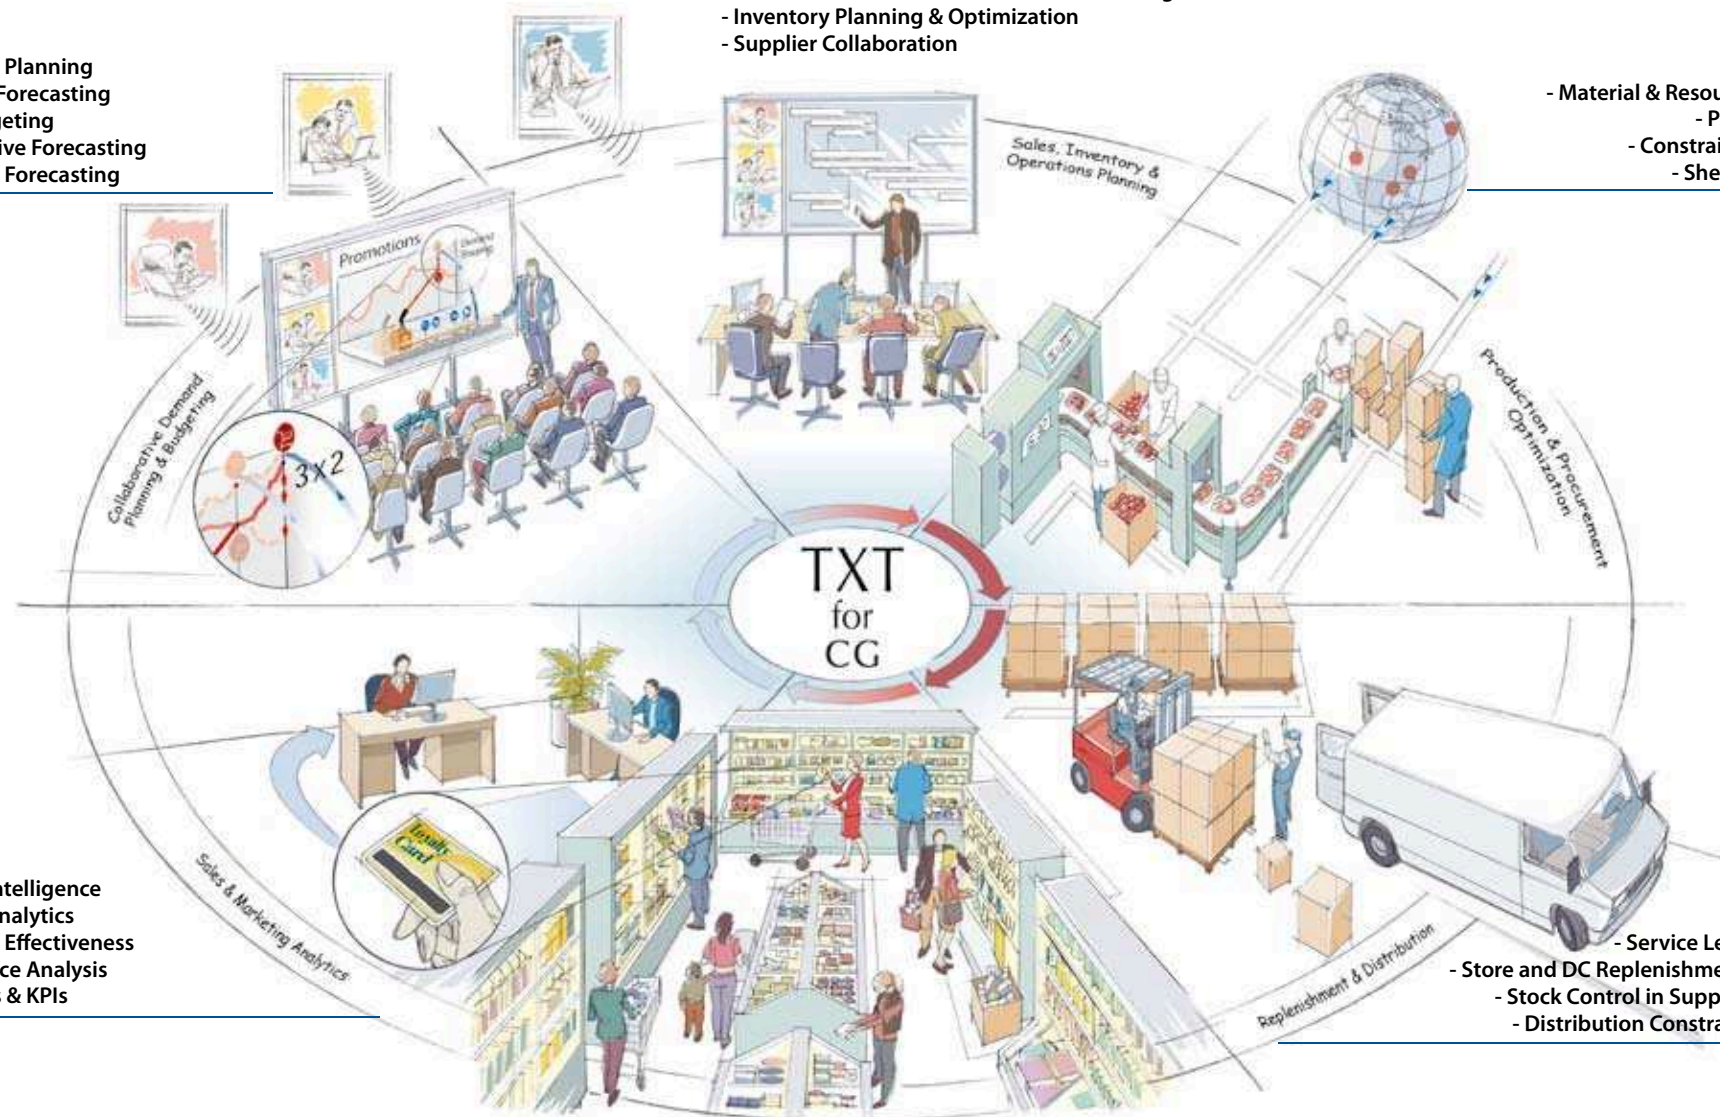 - Inventory Planning & Optimization
- Supplier Collaboration
Planning
Forecasting
geting
ive Forecasting
Forecasting
- Material & Resou
- P
- Constrai
- She
Sales, Inventory &
Operations Planning
Promotions
Demand
Collaborative Demand
Planning & Budgeting
3x2
Production & Procurement
Optimization
TXT
for
CG
Loyalty
Card
Sales & Marketing Analytics
ntelligence
nalytics
Effectiveness
ce Analysis
s & KPIs
Replenishment & Distribution
- Service Le
- Store and DC Replenishme
- Stock Control in Supp
- Distribution Constra